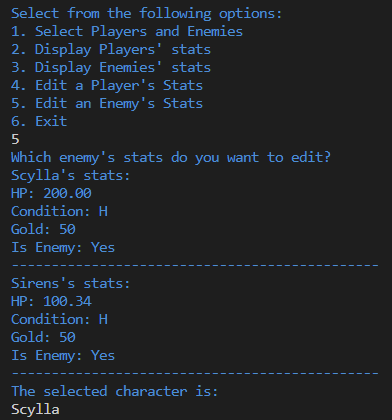 Select from the following options:
1. Select Players and Enemies
2. Display Players' stats
3. Display Enemies' stats
4. Edit a Player's Stats
5. Edit an Enemy's Stats
6. Exit
5
Which enemy's stats do you want to edit?
Scylla's stats:
HP: 200.00
Condition: H
Gold: 50
Is Enemy: Yes
-----------------------------------------
Sirens's stats:
HP: 100.34
Condition: H
Gold: 50
Is Enemy: Yes
-----------------------------------------
The selected character is:
Scylla